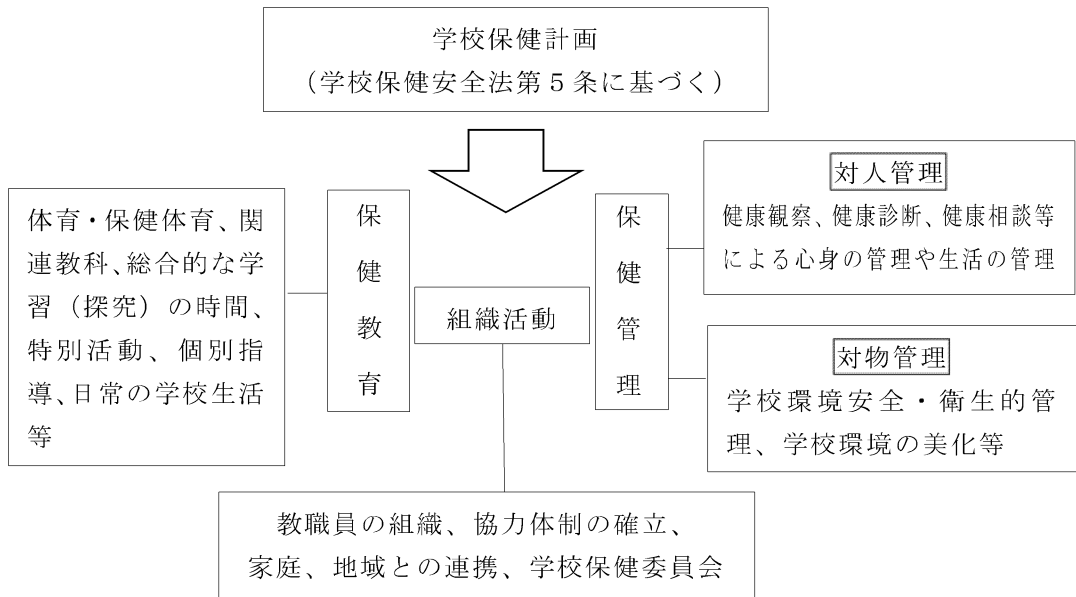 学校保健計画
（学校保健安全法第5条に基づく）
体育・保健体育、関
連教科、総合的な学
習（探究）の時間、
特別活動、個別指
導、日常の学校生活
等
保健教育
組織活動
保健管理
対人管理
健康観察、健康診断、健康相談等
による心身の管理や生活の管理
対物管理
学校環境安全・衛生的管
理、学校環境の美化等
教職員の組織、協力体制の確立、
家庭、地域との連携、学校保健委員会